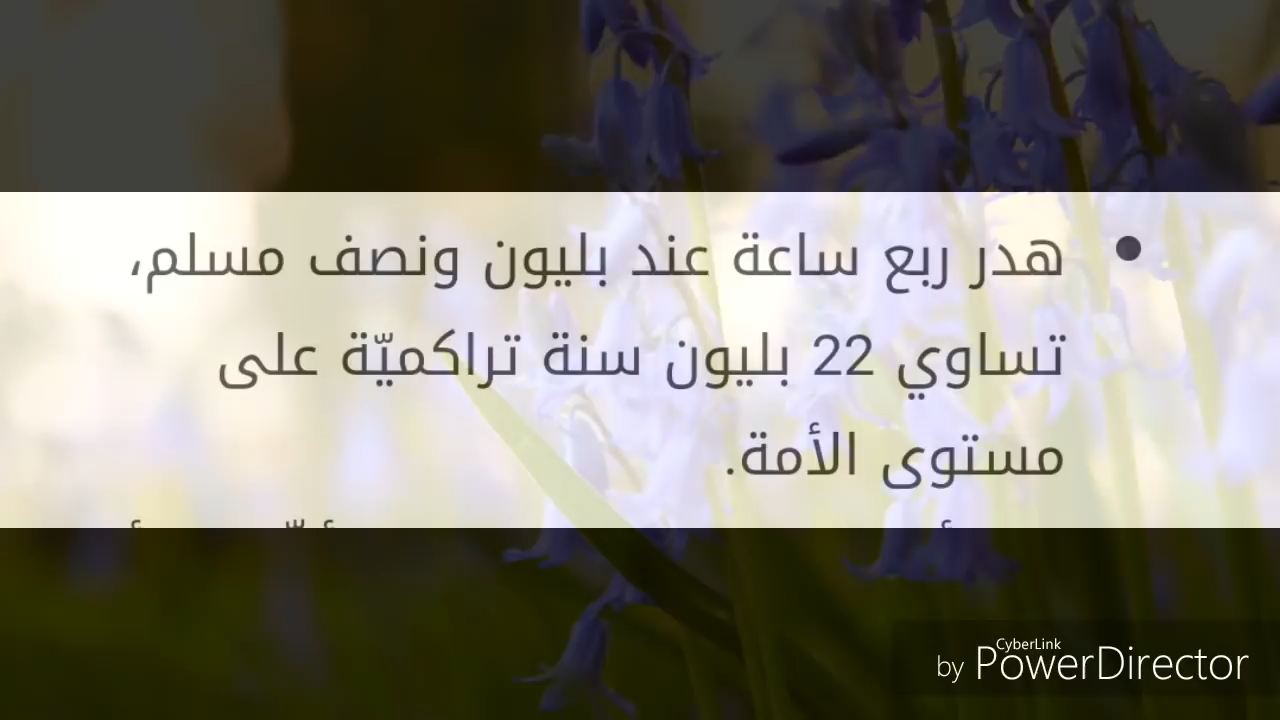 • هدر ربع ساعة عند بليون ونصف مسلم،
تساوي 22 بليون سنة تراكميّة على
مستوى الأمة.
by CyberLink PowerDirector